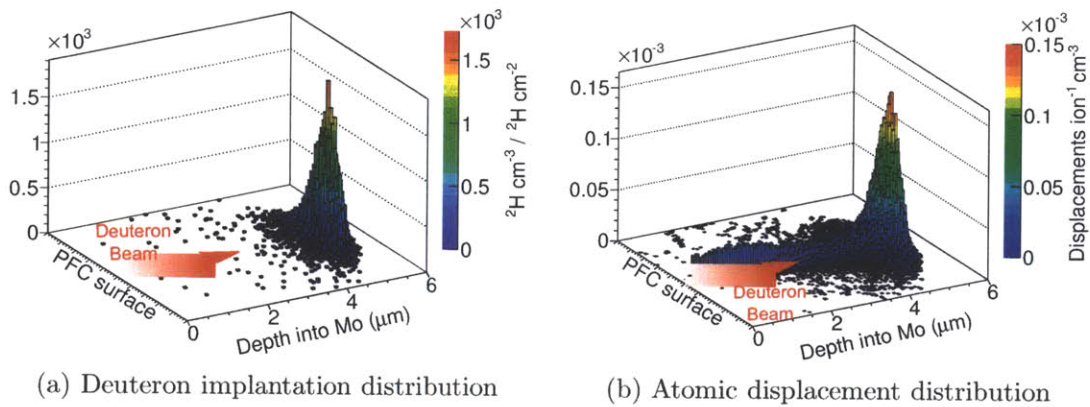 ×10³
1.5
1
0.5
0
Deuteron
Beam
PFC surface
0
2
4
6
Depth into Mo (μm)
×10³
1.5
1
0.5
0
²H cm⁻³ / ²H cm⁻²
(a) Deuteron implantation distribution
×10⁻³
0.15
0.1
0.05
0
Deuteron
Beam
PFC surface
0
2
4
6
Depth into Mo (μm)
×10⁻³
0.15
0.1
0.05
0
Displacements ion⁻¹ cm⁻³
(b) Atomic displacement distribution